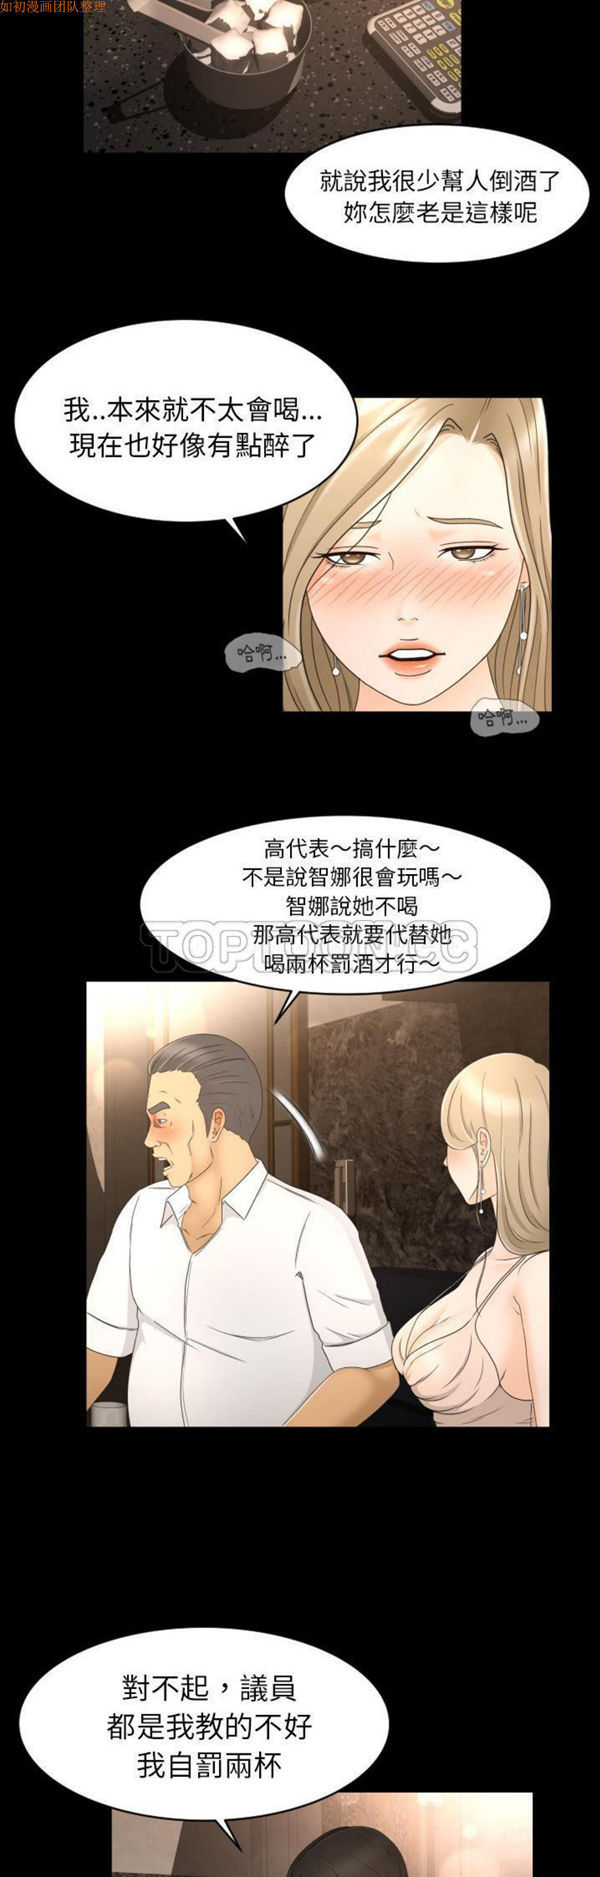 如初漫画团队整理
就說我很少幫人倒酒了
妳怎麼老是這樣呢
我..本來就不太會喝...
現在也好像有點醉了
哈啊...
哈啊...
高代表～搞什麼～
不是說智娜很會玩嗎～
智娜說她不喝
那高代表就要代替她
喝兩杯罰酒才行～
TOPTOON.CC
對不起，議員
都是我教的不好
我自罰兩杯